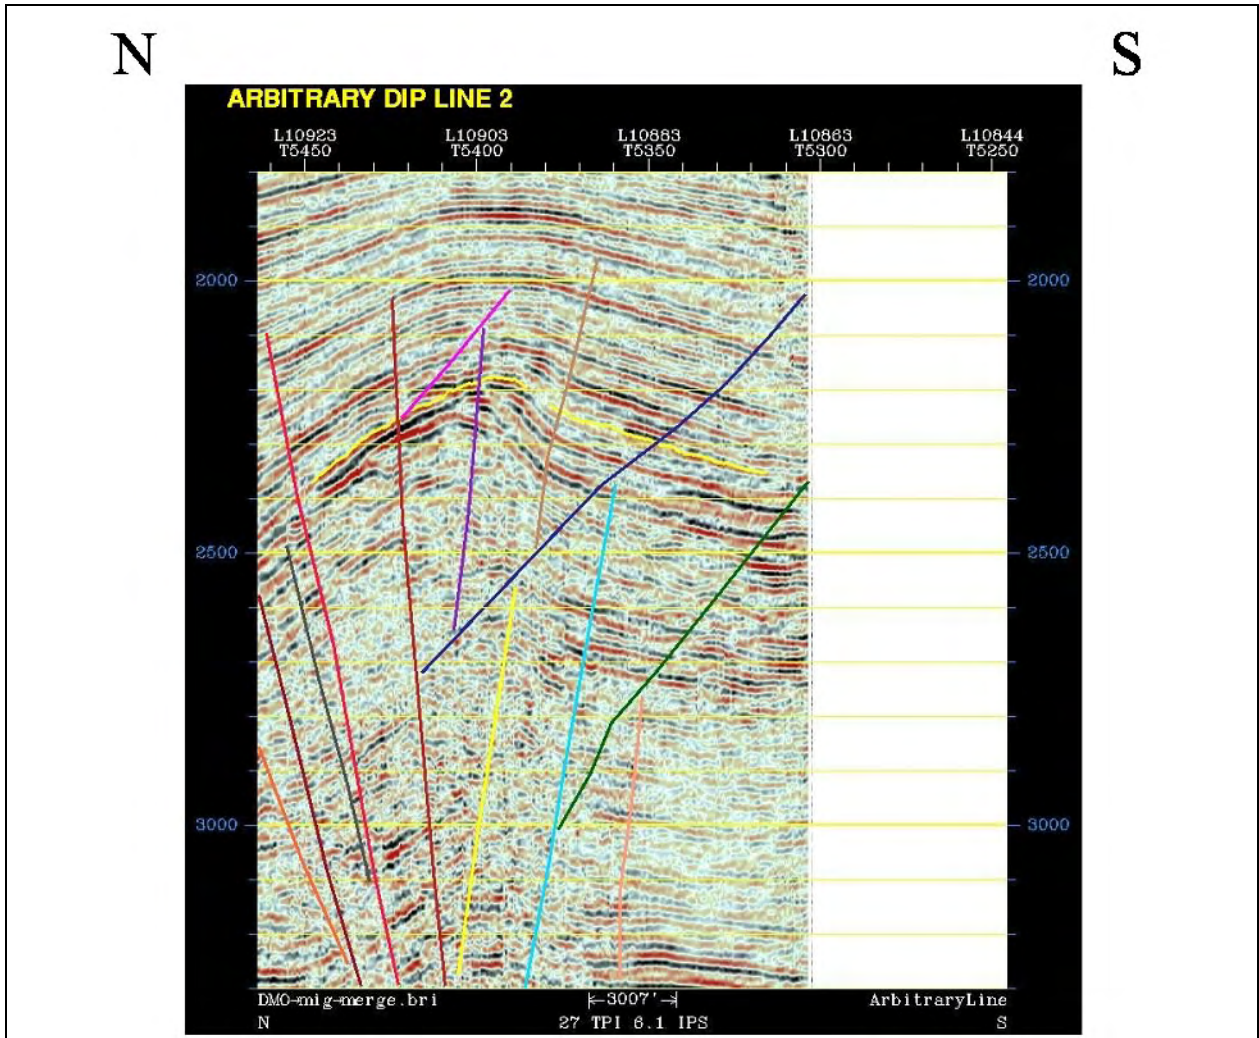 N S
ARBITRARY DIP LINE 2
L10923 L10903 L10883 L10863 L10844
T5450 T5400 T5350 T5300 T5250
2000 2000
2500 2500
3000 3000
DMO-mig-merge.bri 3007' ArbitraryLine
N 27 TPI 6.1 IPS S